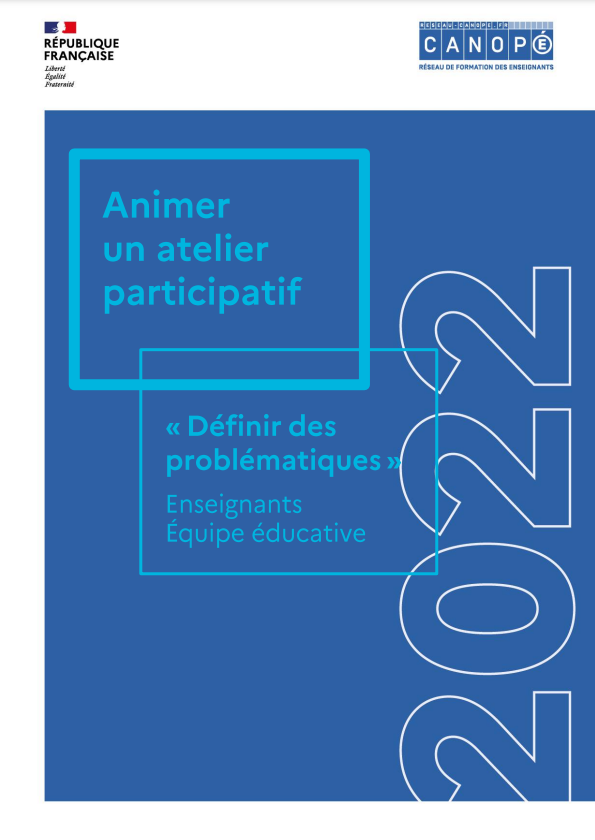 RÉPUBLIQUE
FRANÇAISE
Liberté
Égalité
Fraternité
RESEAU-CANOPE.FR
CANOPÉ
RÉSEAU DE FORMATION DES ENSEIGNANTS
Animer
un atelier
participatif
« Définir des
problématiques »
Enseignants
Équipe éducative
2022